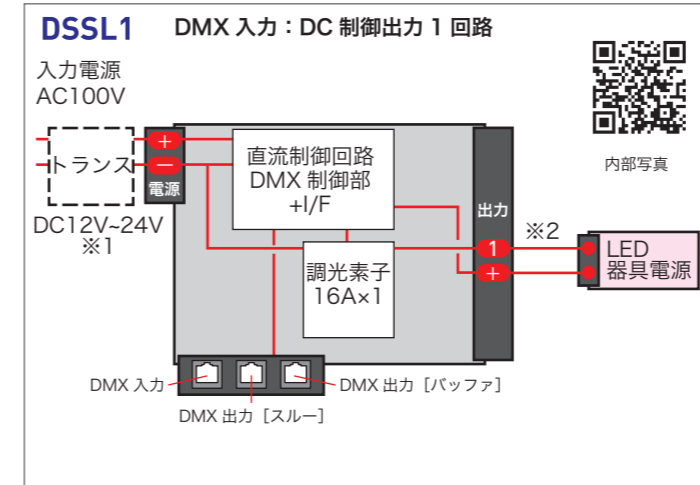 DSSL1 DMX 入力：DC 制御出力 1 回路
入力電源
AC100V
トランス
DC12V~24V
※1
+
−
電源
直流制御回路
DMX 制御部
+I/F
調光素子
16A×1
出力
1
+
※2
LED
器具電源
内部写真
DMX 入力
DMX 出力［スルー］
DMX 出力［バッファ］